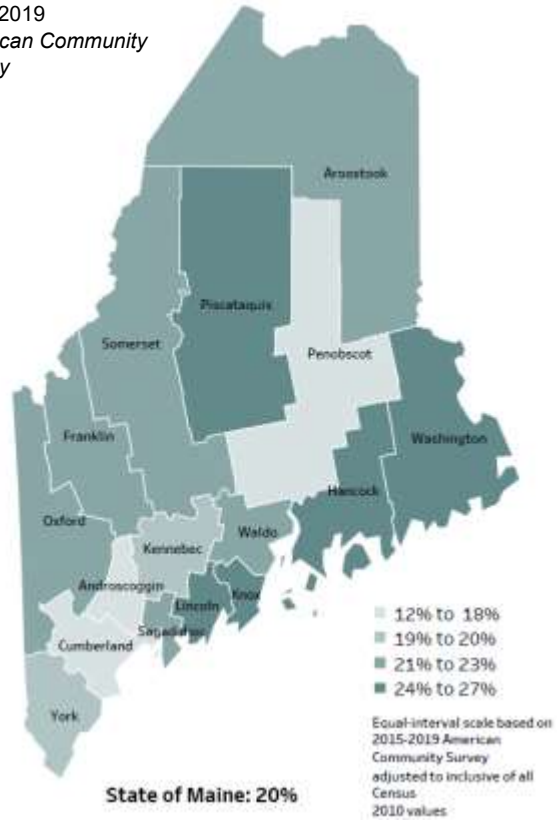 2019
can Community
y
Aroostook
Piscataquis
Somerset
Penobscot
Franklin
Washington
Hancock
Oxford
Waldo
Kennebec
Androscoggin
Knox
Lincoln
Sagadahoc
Cumberland
York
12% to 18%
19% to 20%
21% to 23%
24% to 27%
Equal-interval scale based on
2015-2019 American
Community Survey
adjusted to inclusive of all
Census
2010 values
State of Maine: 20%